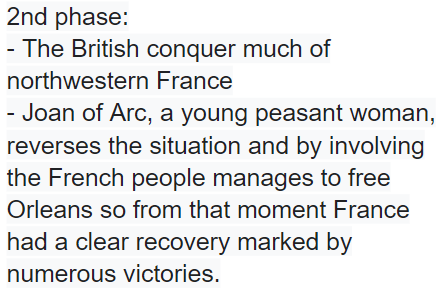 2nd phase:
- The British conquer much of
northwestern France
- Joan of Arc, a young peasant woman,
reverses the situation and by involving
the French people manages to free
Orleans so from that moment France
had a clear recovery marked by
numerous victories.